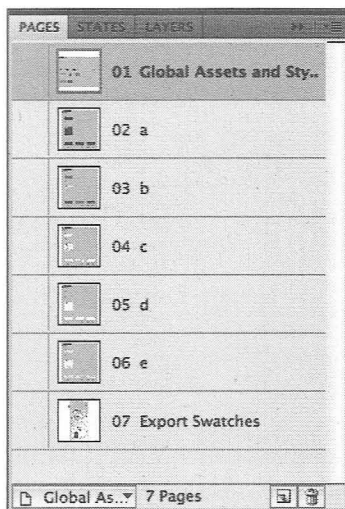 PAGES STATES LAYERS
01 Global Assets and Sty..
02 a
03 b
04 c
05 d
06 e
07 Export Swatches
Global As... 7 Pages